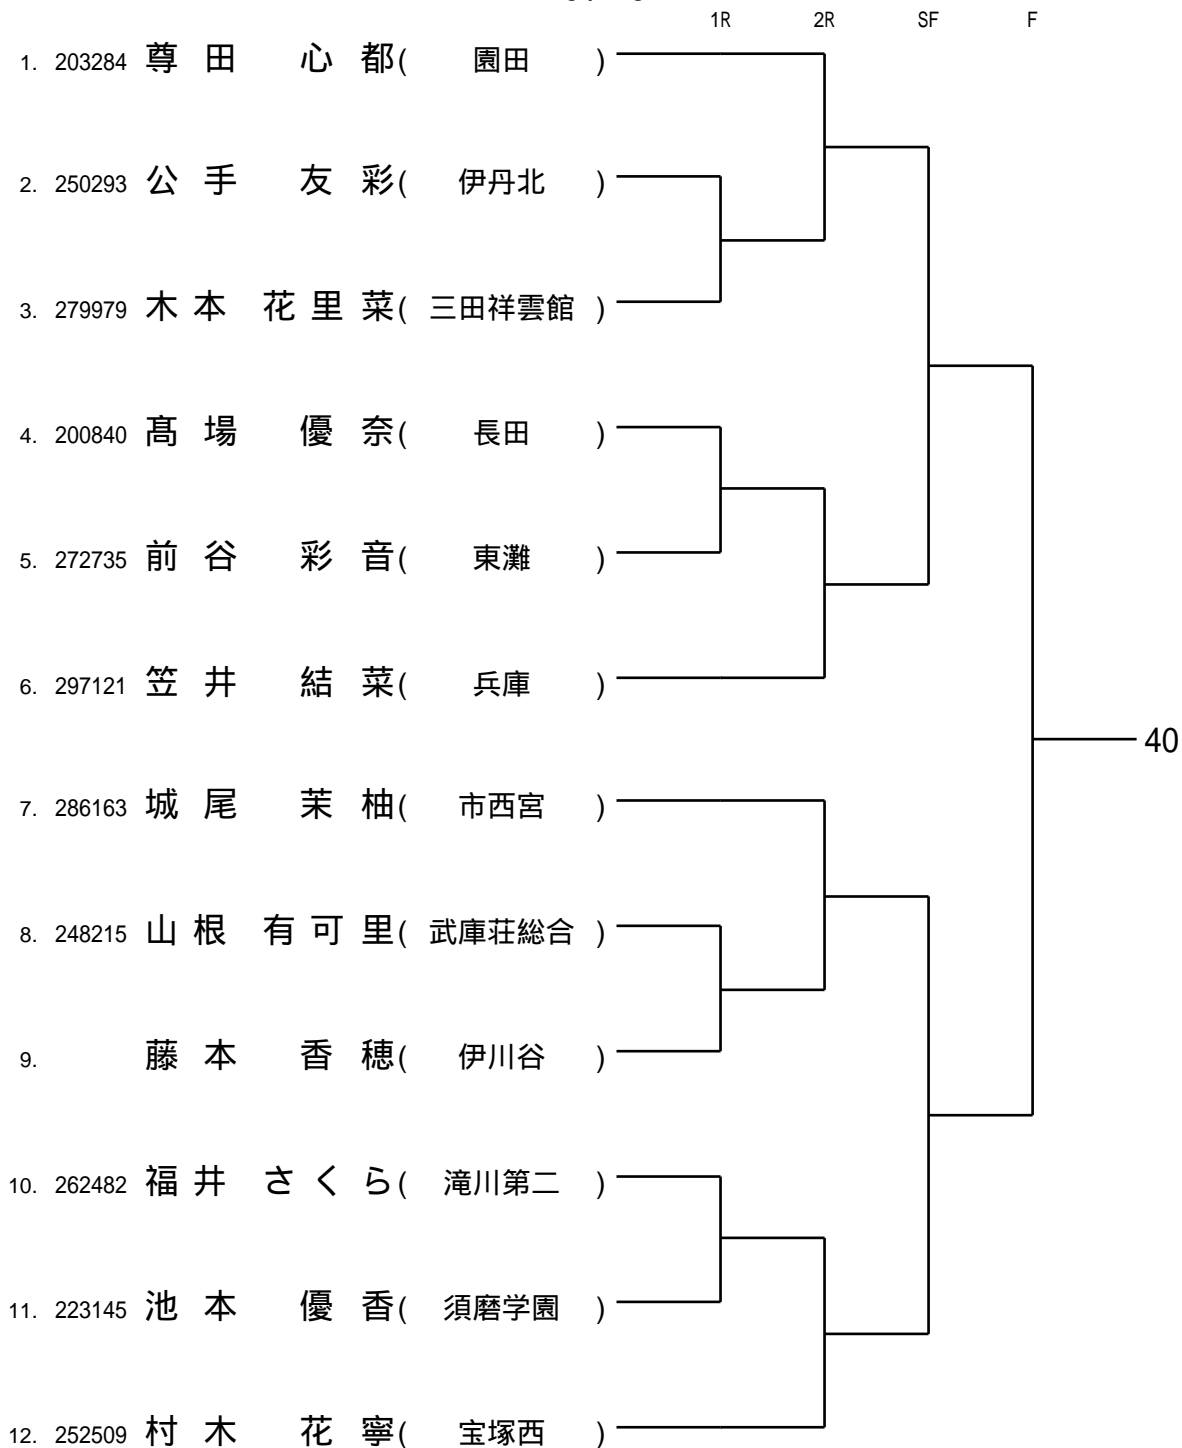 1R 2R SF F
1. 203284 尊田 心都( 園田 )
2. 250293 公手 友彩( 伊丹北 )
3. 279979 木本 花里菜( 三田祥雲館 )
4. 200840 髙場 優奈( 長田 )
5. 272735 前谷 彩音( 東灘 )
6. 297121 笠井 結菜( 兵庫 )
40
7. 286163 城尾 茉柚( 市西宮 )
8. 248215 山根 有可里( 武庫荘総合 )
9. 藤本 香穂( 伊川谷 )
10. 262482 福井 さくら( 滝川第二 )
11. 223145 池本 優香( 須磨学園 )
12. 252509 村木 花寧( 宝塚西 )